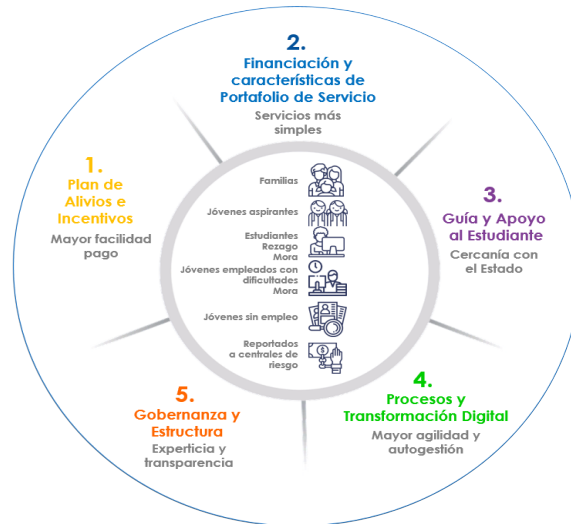 2.
Financiación y
características de
Portafolio de Servicio
Servicios más
simples
1.
Plan de
Alivios e
Incentivos
Mayor facilidad
pago
3.
Guía y Apoyo
al Estudiante
Cercanía con
el Estado
Familias
Jóvenes aspirantes
Estudiantes
Rezago
Mora
Jóvenes empleados con
dificultades
Mora
Jóvenes sin empleo
Reportados
a centrales de
riesgo
5.
Gobernanza y
Estructura
Experticia y
transparencia
4.
Procesos y
Transformación Digital
Mayor agilidad y
autogestión